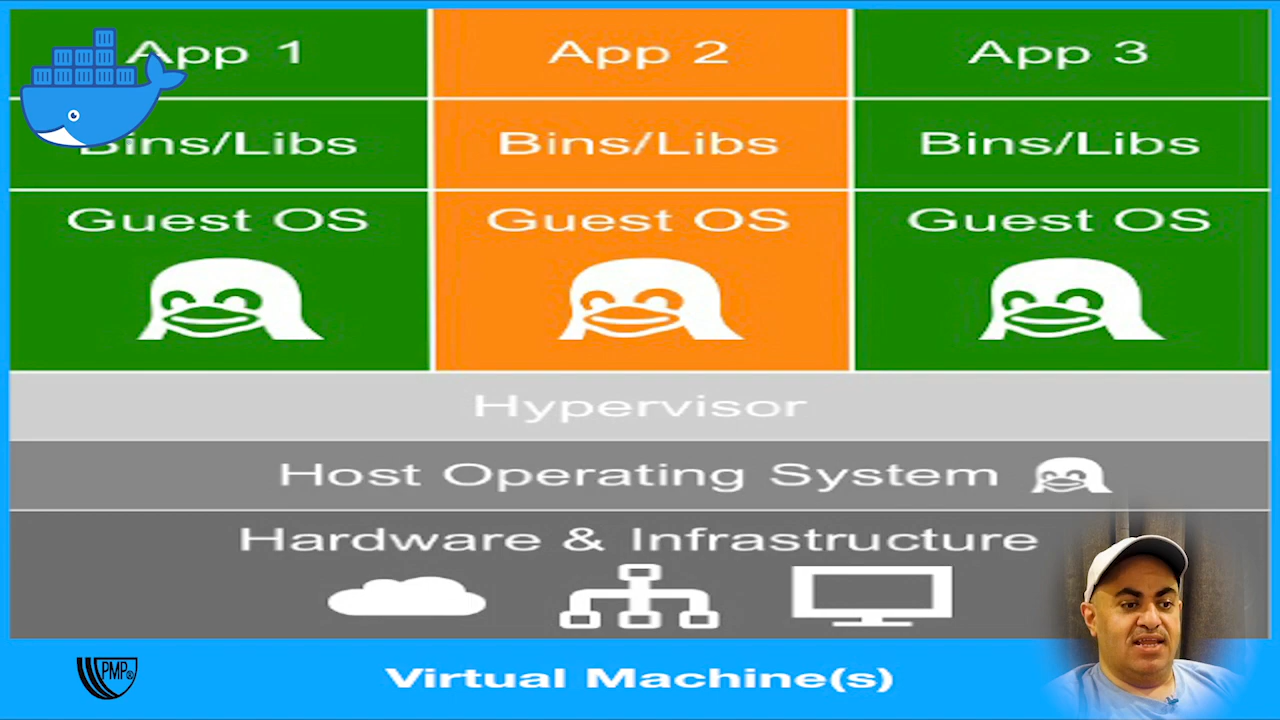 App 1
App 2
App 3
Bins/Libs
Bins/Libs
Bins/Libs
Guest OS
Guest OS
Guest OS
Hypervisor
Host Operating System
Hardware & Infrastructure
PMP®
Virtual Machine(s)